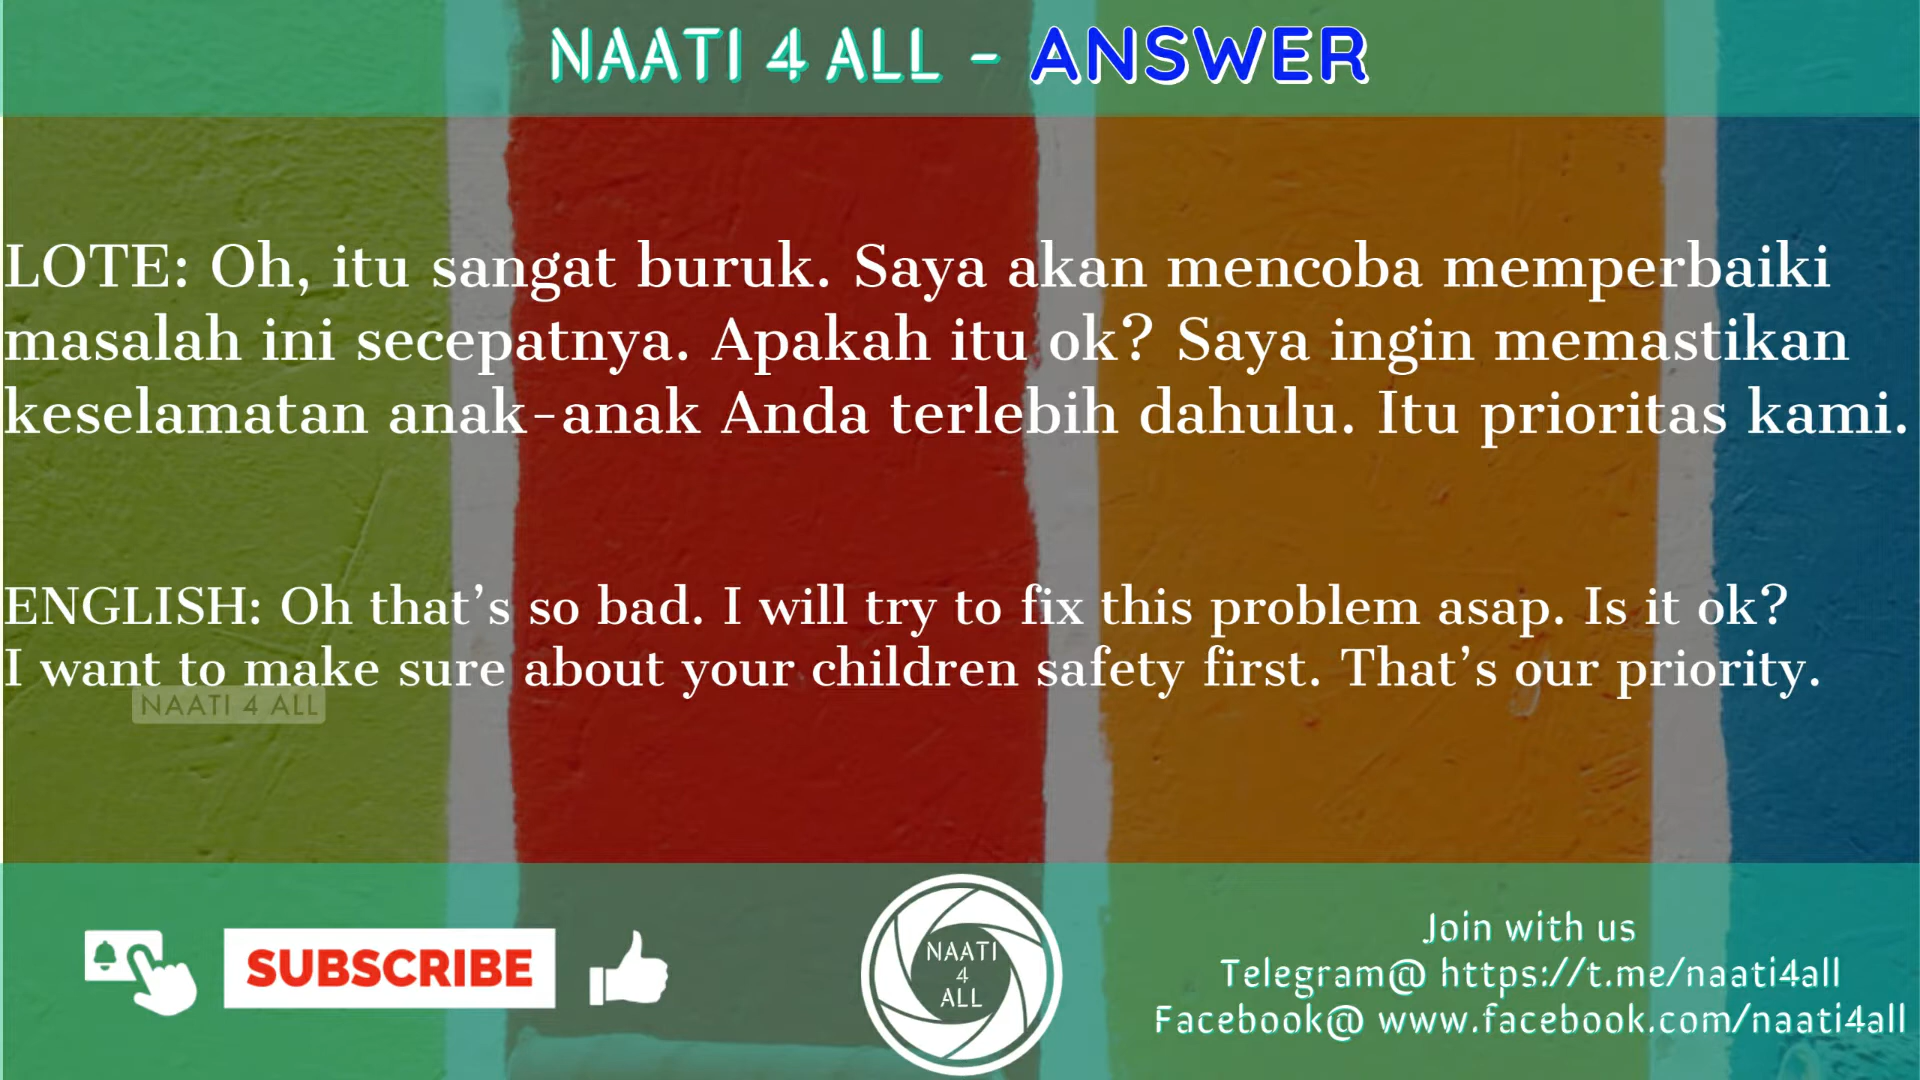 NAATI 4 ALL - ANSWER
LOTE: Oh, itu sangat buruk. Saya akan mencoba memperbaiki
masalah ini secepatnya. Apakah itu ok? Saya ingin memastikan
keselamatan anak-anak Anda terlebih dahulu. Itu prioritas kami.
ENGLISH: Oh that's so bad. I will try to fix this problem asap. Is it ok?
I want to make sure about your children safety first. That's our priority.
NAATI 4 ALL
SUBSCRIBE
NAATI
4
ALL
Join with us
Telegram@ https://t.me/naati4all
Facebook@ www.facebook.com/naati4all